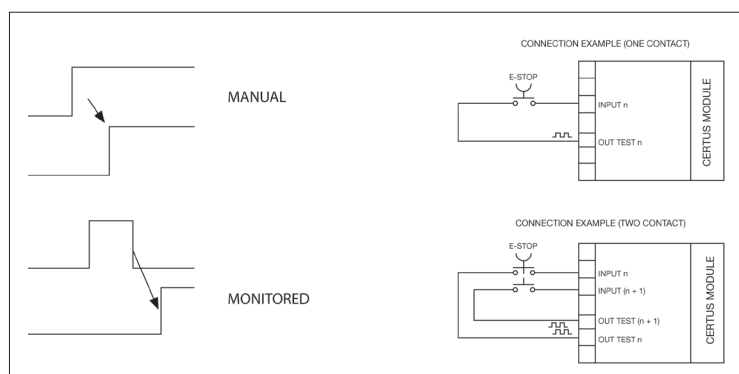 MANUAL
MONITORED
CONNECTION EXAMPLE (ONE CONTACT)
E-STOP
INPUT n
OUT TEST n
CERTUS MODULE
CONNECTION EXAMPLE (TWO CONTACT)
E-STOP
INPUT n
INPUT (n + 1)
OUT TEST (n + 1)
OUT TEST n
CERTUS MODULE